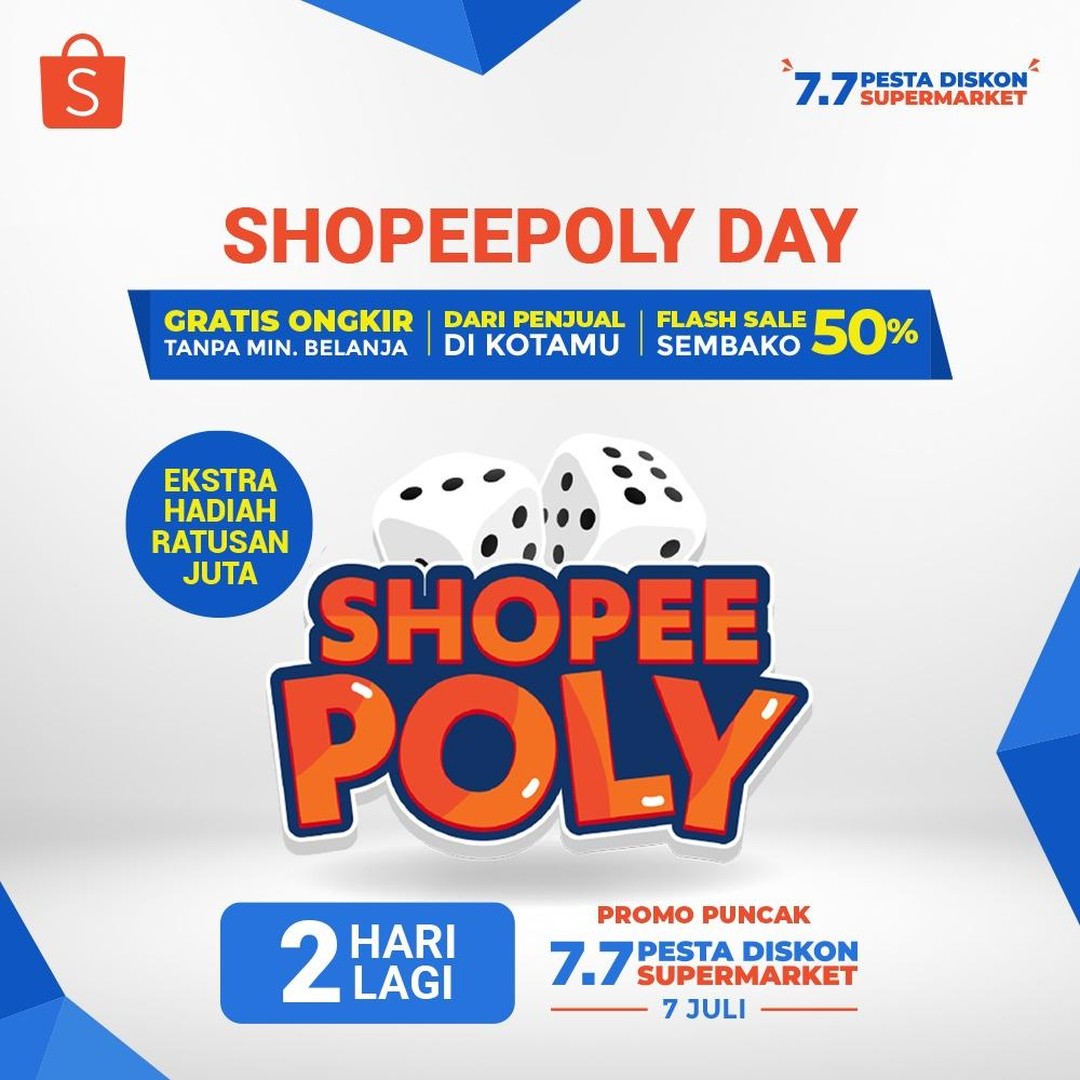 S
7.7 PESTA DISKON
SUPERMARKET
SHOPEEPOLY DAY
GRATIS ONGKIR
TANPA MIN. BELANJA
DARI PENJUAL
DI KOTAMU
FLASH SALE
SEMBAKO 50%
EKSTRA
HADIAH
RATUSAN
JUTA
SHOPEE
POLY
2 HARI
LAGI
PROMO PUNCAK
7.7 PESTA DISKON
SUPERMARKET
7 JULI